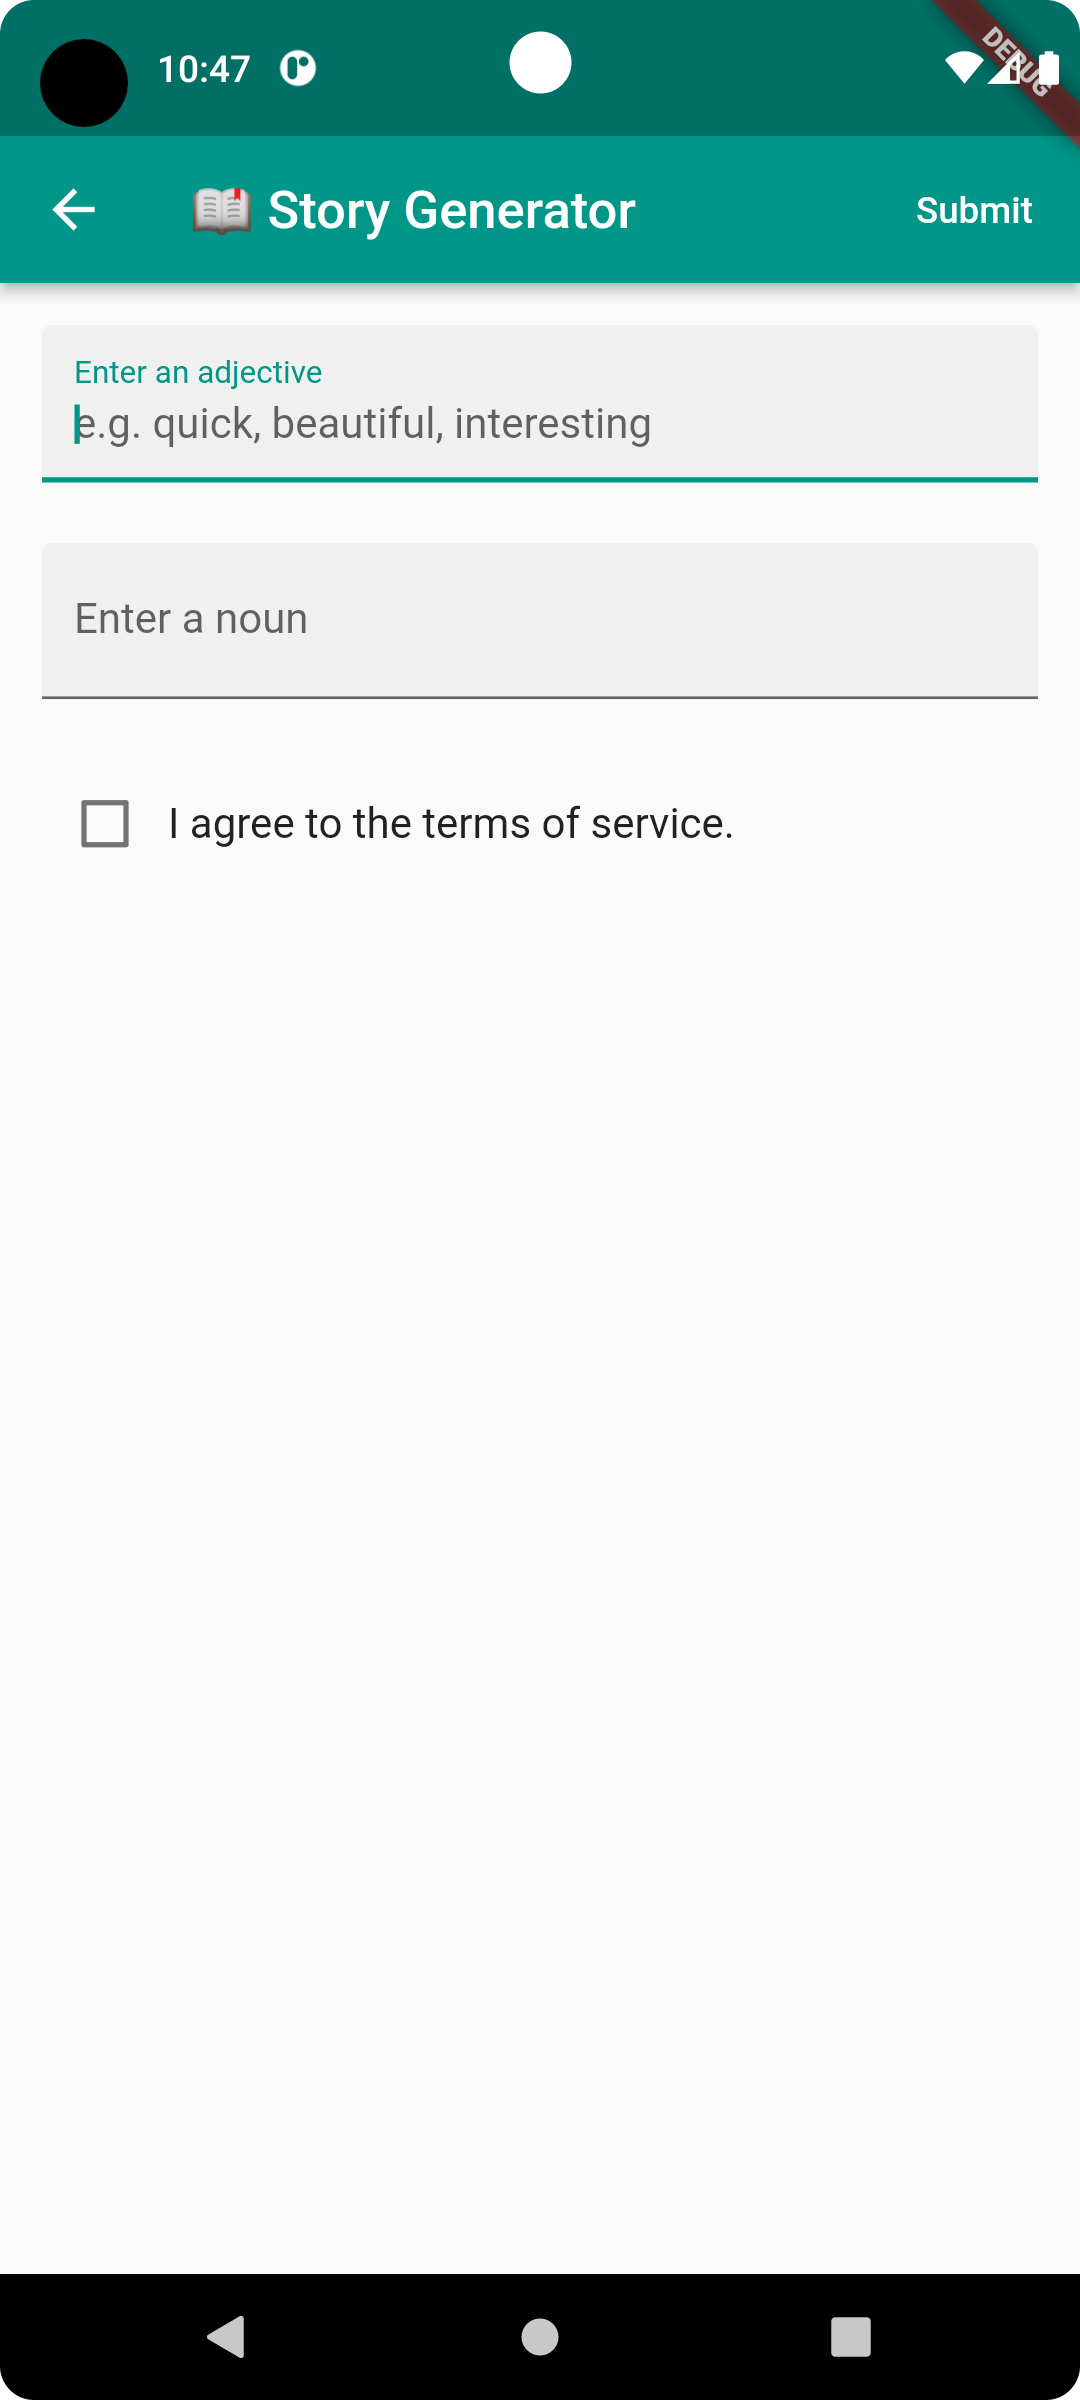 10:47
DEBUG
📖 Story Generator
Submit
Enter an adjective
e.g. quick, beautiful, interesting
Enter a noun
I agree to the terms of service.